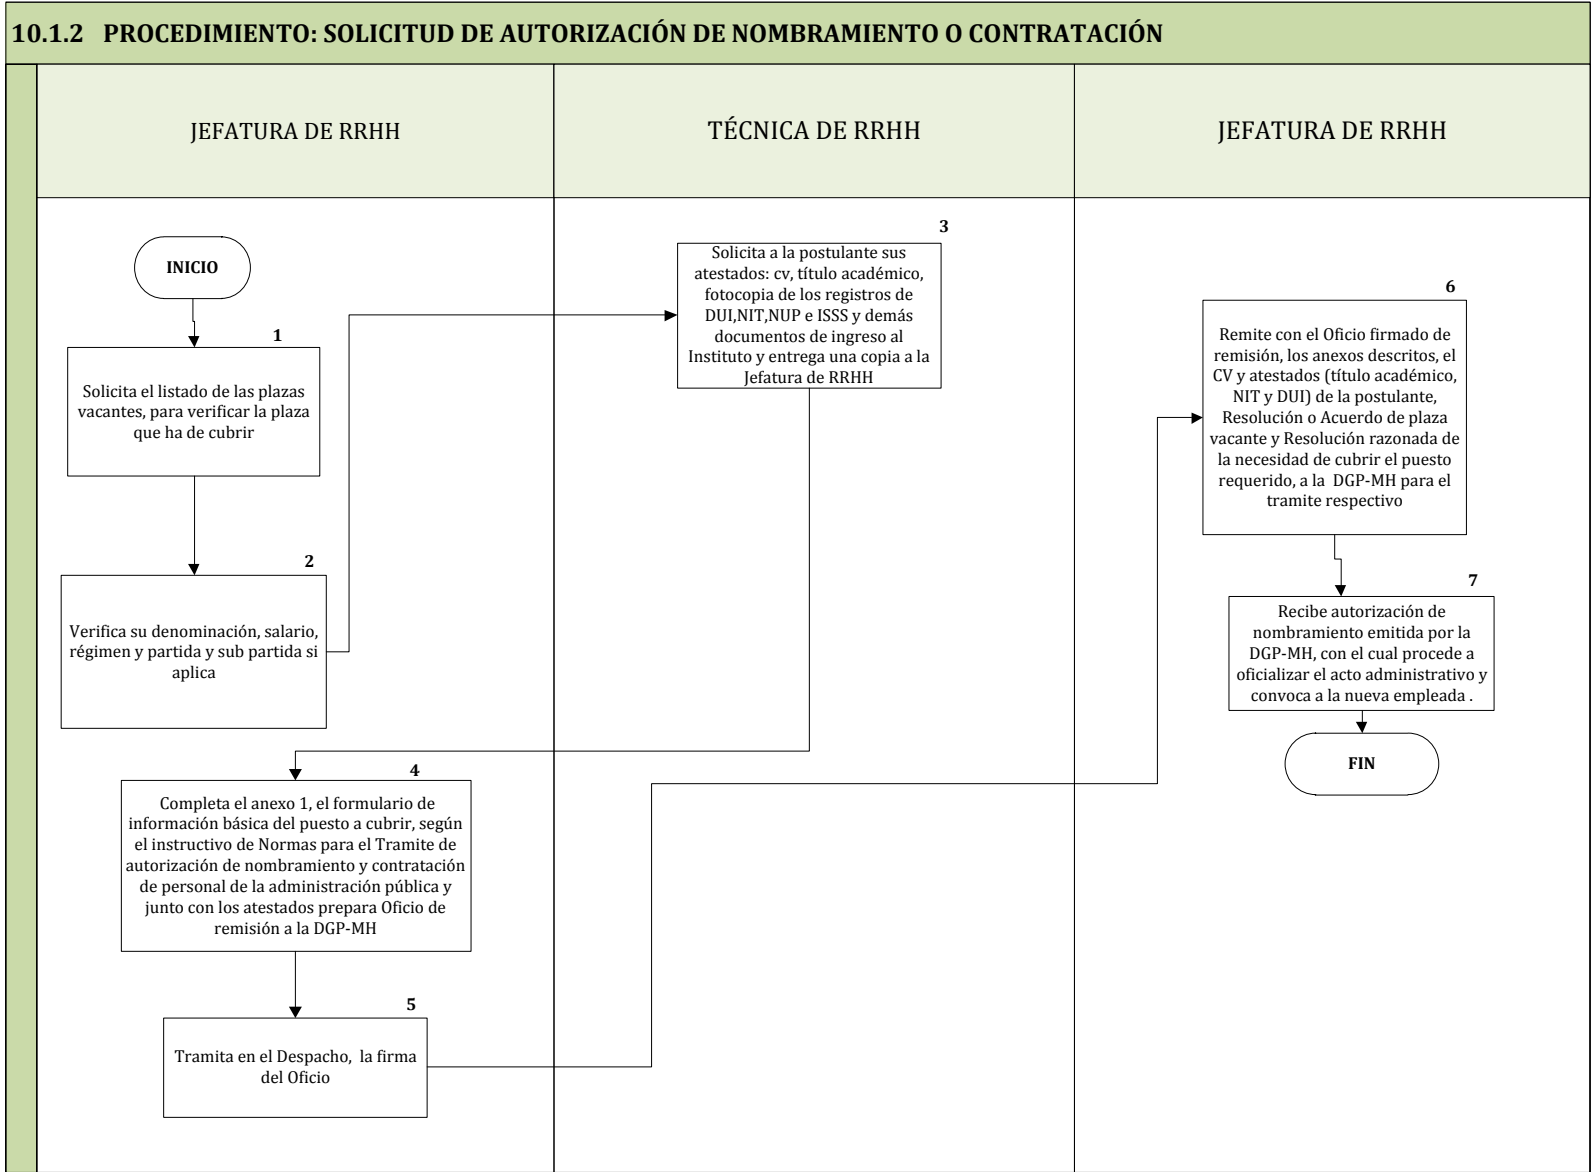 10.1.2 PROCEDIMIENTO: SOLICITUD DE AUTORIZACIÓN DE NOMBRAMIENTO O CONTRATACIÓN
JEFATURA DE RRHH
TÉCNICA DE RRHH
JEFATURA DE RRHH
INICIO
1
Solicita el listado de las plazas
vacantes, para verificar la plaza
que ha de cubrir
2
Verifica su denominación, salario,
régimen y partida y sub partida si
aplica
3
Solicita a la postulante sus
atestados: cv, título académico,
fotocopia de los registros de
DUI,NIT,NUP e ISSS y demás
documentos de ingreso al
Instituto y entrega una copia a la
Jefatura de RRHH
4
Completa el anexo 1, el formulario de
información básica del puesto a cubrir, según
el instructivo de Normas para el Tramite de
autorización de nombramiento y contratación
de personal de la administración pública y
junto con los atestados prepara Oficio de
remisión a la DGP-MH
5
Tramita en el Despacho, la firma
del Oficio
6
Remite con el Oficio firmado de
remisión, los anexos descritos, el
CV y atestados (título académico,
NIT y DUI) de la postulante,
Resolución o Acuerdo de plaza
vacante y Resolución razonada de
la necesidad de cubrir el puesto
requerido, a la DGP-MH para el
tramite respectivo
7
Recibe autorización de
nombramiento emitida por la
DGP-MH, con el cual procede a
oficializar el acto administrativo y
convoca a la nueva empleada .
FIN